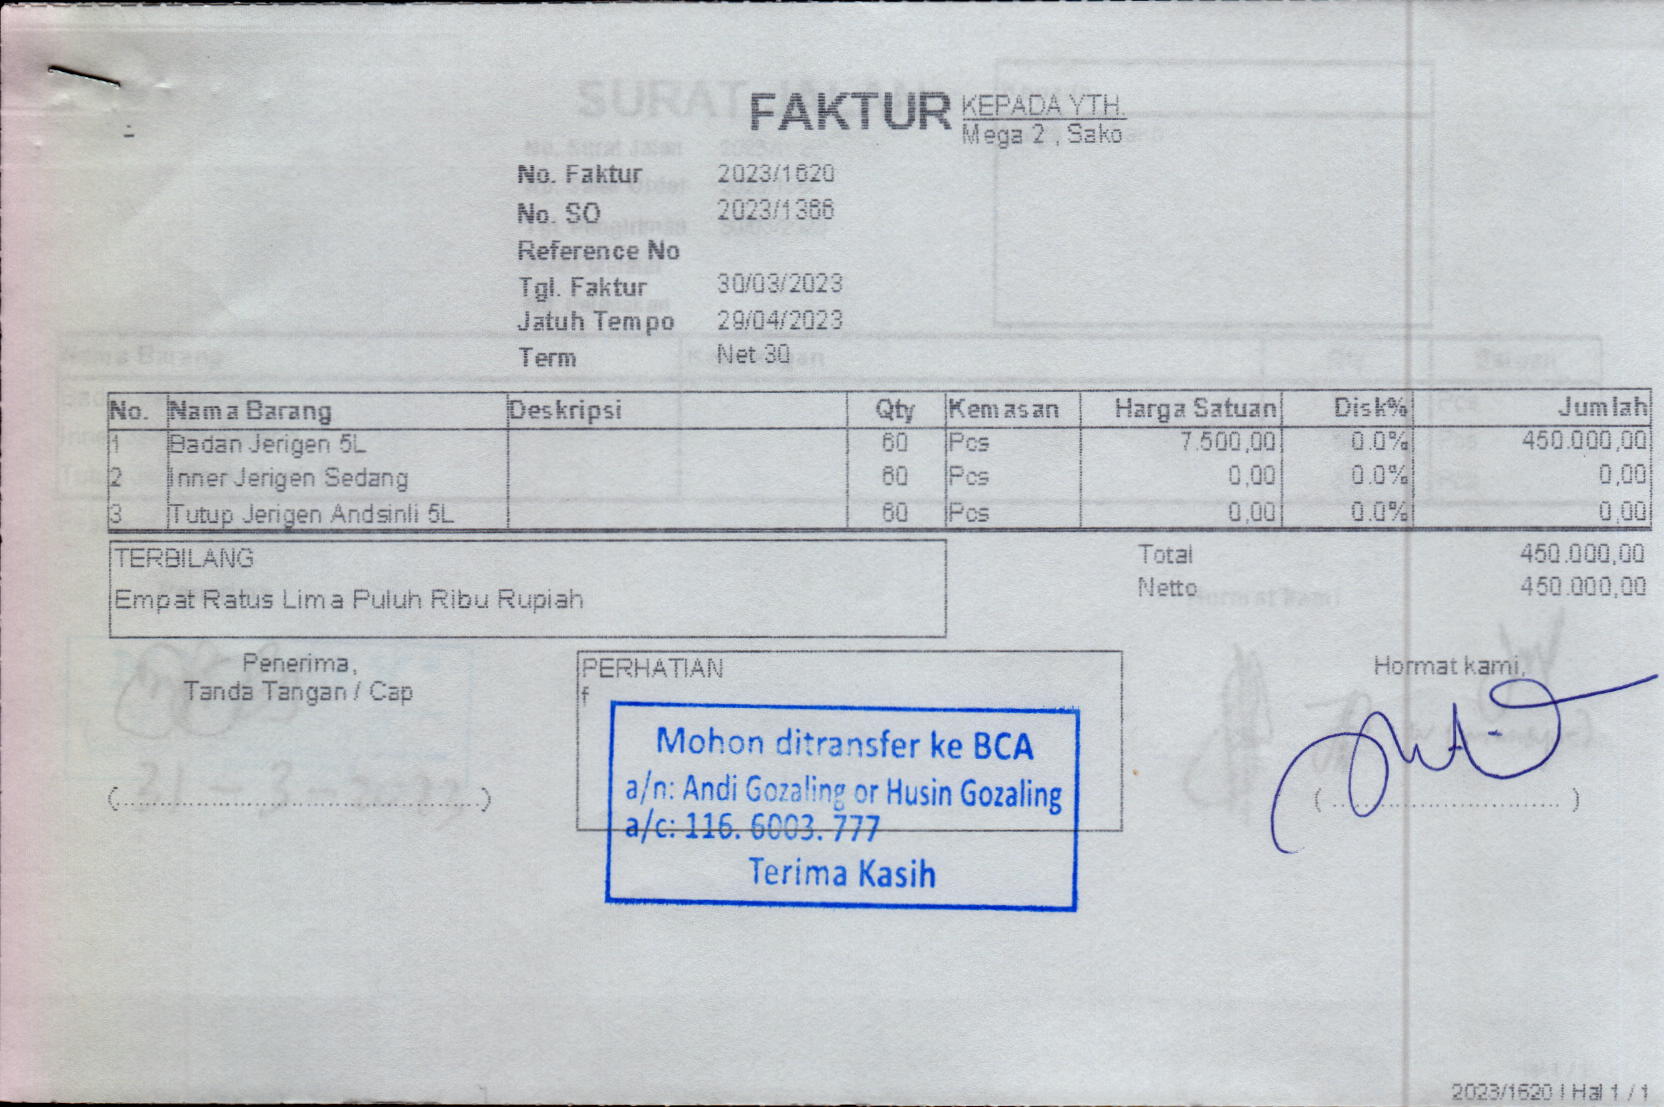 FAKTUR
KEPADA YTH.
Mega 2 , Sako
No. Faktur 2023/1620
No. SO 2023/1366
Reference No
Tgl. Faktur 30/03/2023
Jatuh Tempo 29/04/2023
Term Net 30
No. Nama Barang Deskripsi Qty Kemasan Harga Satuan Disk% Jumlah
1 Badan Jerigen 5L 60 Pcs 7.500,00 0.0% 450.000,00
2 Inner Jerigen Sedang 60 Pcs 0,00 0.0% 0,00
3 Tutup Jerigen Andsinli 5L 60 Pcs 0,00 0.0% 0,00
TERBILANG
Empat Ratus Lima Puluh Ribu Rupiah
Total 450.000,00
Netto 450.000,00
Penerima,
Tanda Tangan / Cap
(....................)
PERHATIAN
f
Mohon ditransfer ke BCA
a/n: Andi Gozaling or Husin Gozaling
a/c: 116. 6003. 777
Terima Kasih
Hormat kami,
(....................)
31 - 3 - 2023
2023/1620 | Hal 1 / 1